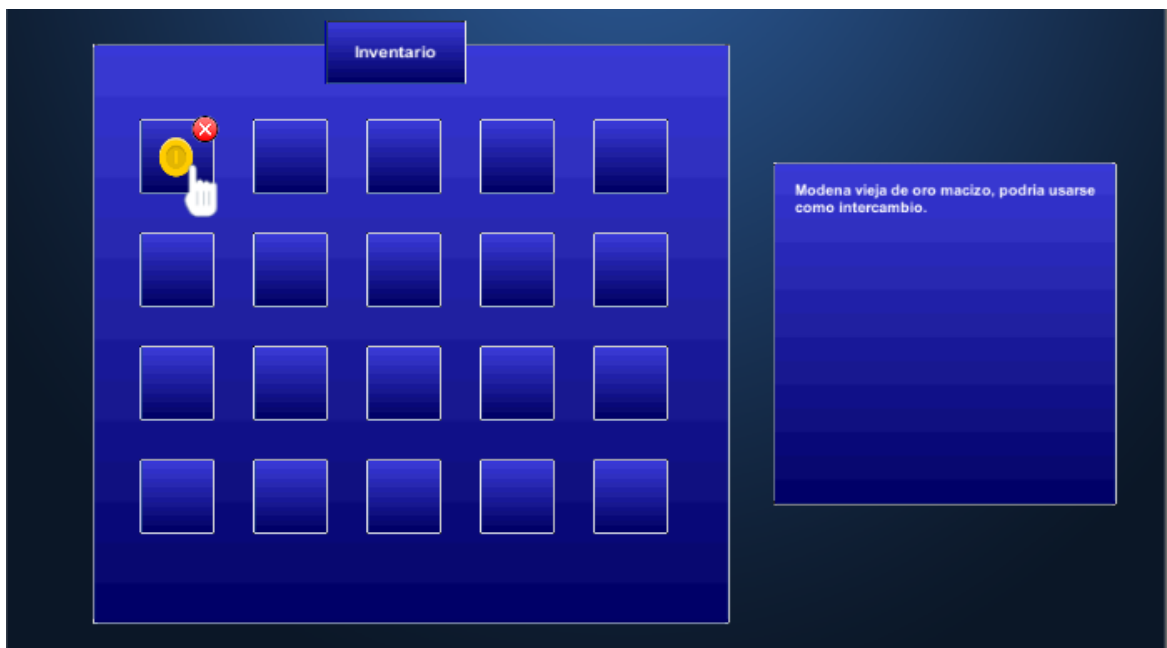 Inventario
Modena vieja de oro macizo, podria usarse
como intercambio.